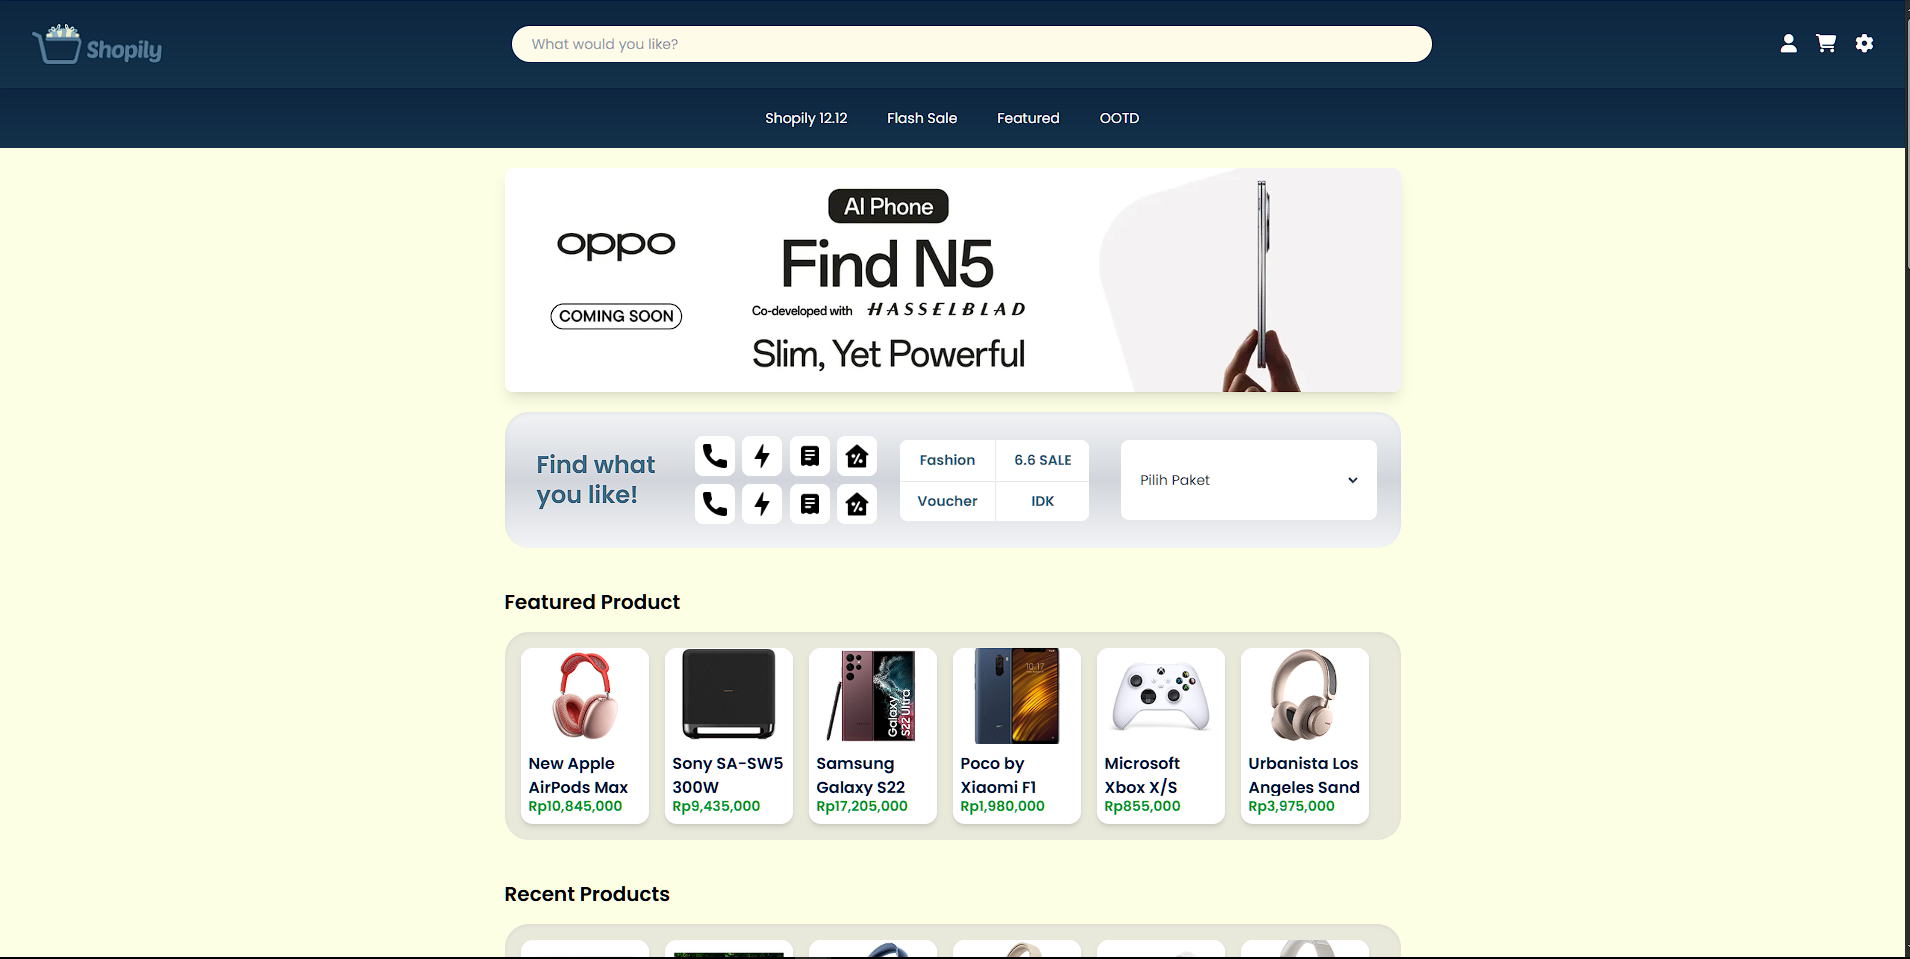 Shopily
What would you like?
Shopily 12.12
Flash Sale
Featured
OOTD
AI Phone
oppo
Find N5
Co-developed with HASSELBLAD
COMING SOON
Slim, Yet Powerful
Find what
you like!
Fashion
6.6 SALE
Voucher
IDK
Pilih Paket
Featured Product
10:17
Galaxy
S22 Ultra
New Apple
AirPods Max
Rp10,845,000
Sony SA-SW5
300W
Rp9,435,000
Samsung
Galaxy S22
Rp17,205,000
Poco by
Xiaomi F1
Rp1,980,000
Microsoft
Xbox X/S
Rp855,000
Urbanista Los
Angeles Sand
Rp3,975,000
Recent Products